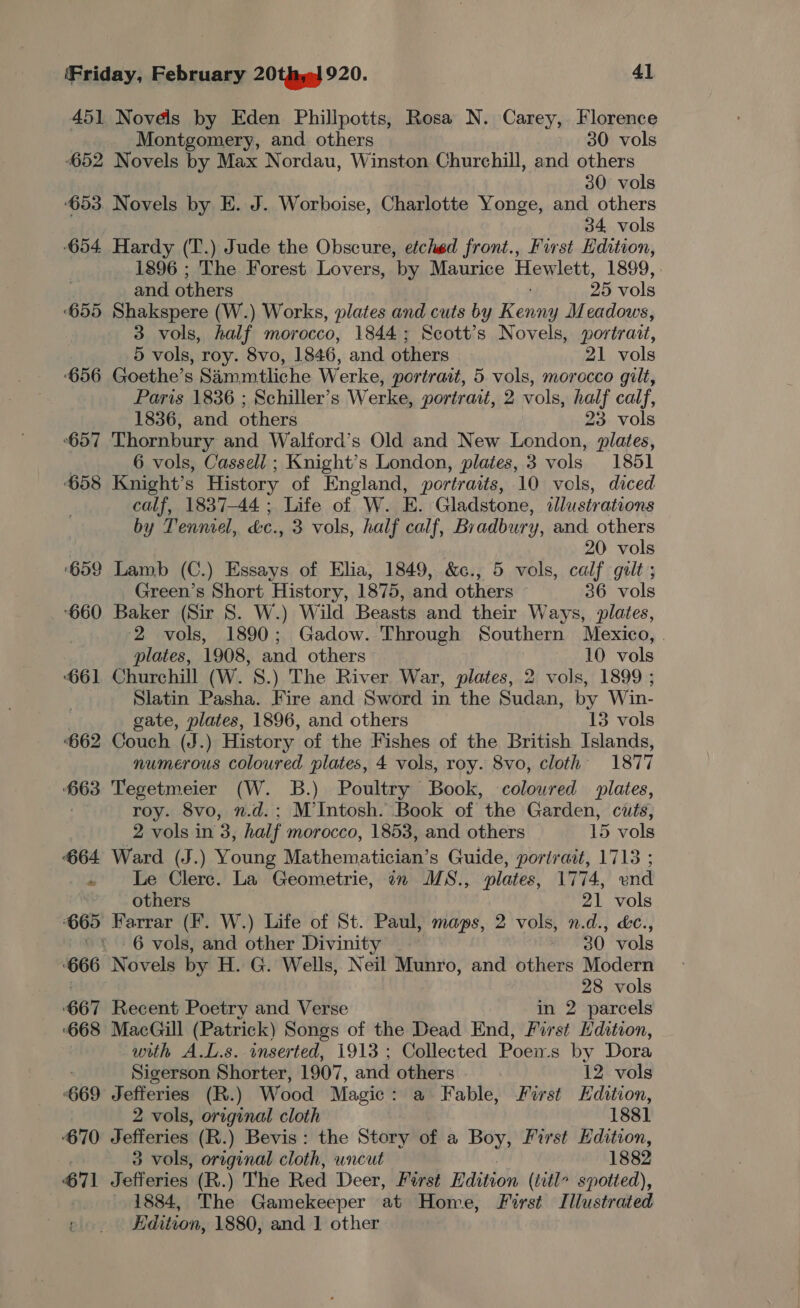 Friday, February 20th, 1920. 41
451 Novels by Eden Phillpotts, Rosa N. Carey, Florence
Montgomery, and others 30 vols
652 Novels by Max Nordau, Winston Churchill, and others
30 vols
653 Novels by E. J. Worboise, Charlotte Yonge, and others
34 vols
654 Hardy (T.) Jude the Obscure, etched front., First Edition,
1896 ; The Forest Lovers, by Maurice Hewlett, 1899,
and others 25 vols
655 Shakspere (W.) Works, plates and cuts by Kenny Meadows,
3 vols, half morocco, 1844 ; Scott's Novels, portrait,
5 vols, roy. 8vo, 1846, and others 21 vols
656 Goethe's Sämmtliche Werke, portrait, 5 vols, morocco gilt,
Paris 1836 ; Schiller's Werke, portrait, 2 vols, half calf,
1836, and others 23 vols
657 Thornbury and Walford's Old and New London, plates,
6 vols, Cassell ; Knight's London, plates, 3 vols 1851
658 Knight's History of England, portraits, 10 vols, diced
calf, 1837-44 ; Life of W. E. Gladstone, illustrations
by Tenniel, &c., 3 vols, half calf, Bradbury, and others
20 vols
659 Lamb (C.) Essays of Elia, 1849, &c., 5 vols, calf gilt ;
Green's Short History, 1875, and others 36 vols
660 Baker (Sir S. W.) Wild Beasts and their Ways, plates,
2 vols, 1890 ; Gadow. Through Southern Mexico,
plates, 1908, and others 10 vols
661 Churchill (W. S.) The River War, plates, 2 vols, 1899 ;
Slatin Pasha. Fire and Sword in the Sudan, by Win-
gate, plates, 1896, and others 13 vols
662 Couch (J.) History of the Fishes of the British Islands,
numerous coloured plates, 4 vols, roy. 8vo, cloth 1877
663 Tegetmeier (W. B.) Poultry Book, coloured plates,
roy. 8vo, n.d. ; M'Intosh. Book of the Garden, cuts,
2 vols in 3, half morocco, 1853, and others 15 vols
664 Ward (J.) Young Mathematician's Guide, portrait, 1713 ;
Le Clerc. La Geometrie, in MS., plates, 1774, and
others 21 vols
665 Farrar (F. W.) Life of St. Paul, maps, 2 vols, n.d., &c.,
6 vols, and other Divinity 30 vols
666 Novels by H. G. Wells, Neil Munro, and others Modern
28 vols
667 Recent Poetry and Verse in 2 parcels
668 MacGill (Patrick) Songs of the Dead End, First Edition,
with A.L.s. inserted, 1913 ; Collected Poems by Dora
Sigerson Shorter, 1907, and others 12 vols
669 Jefferies (R.) Wood Magic : a Fable, First Edition,
2 vols, original cloth 1881
670 Jefferies (R.) Bevis : the Story of a Boy, First Edition,
3 vols, original cloth, uncut 1882
671 Jefferies (R.) The Red Deer, First Edition (title spotted),
1884, The Gamekeeper at Home, First Illustrated
Edition, 1880, and 1 other